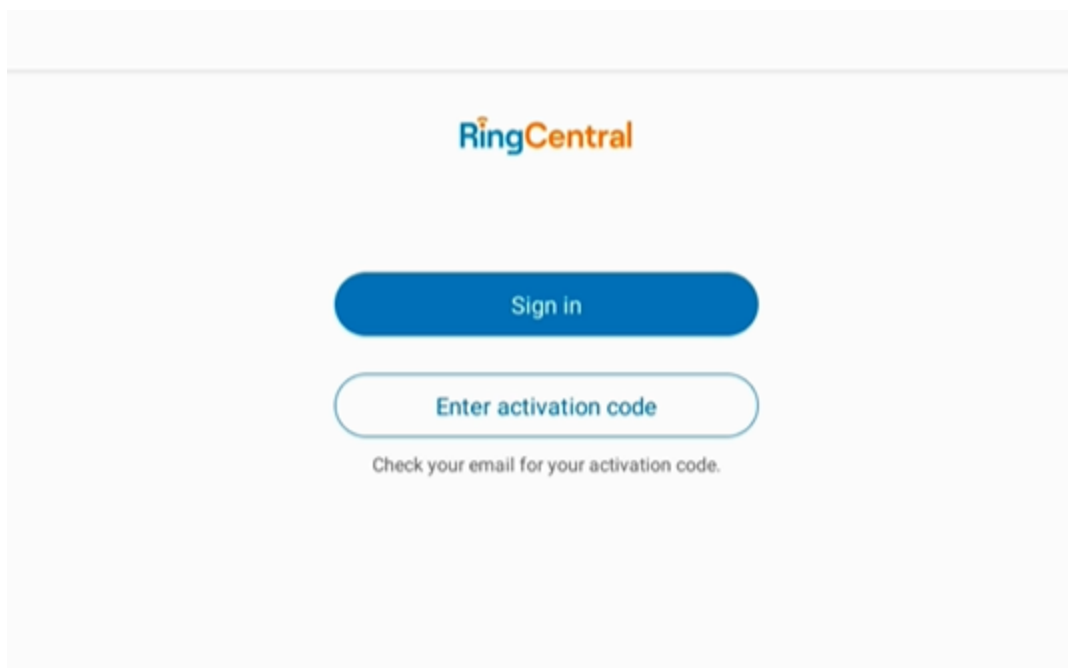 RingCentral
Sign in
Enter activation code
Check your email for your activation code.